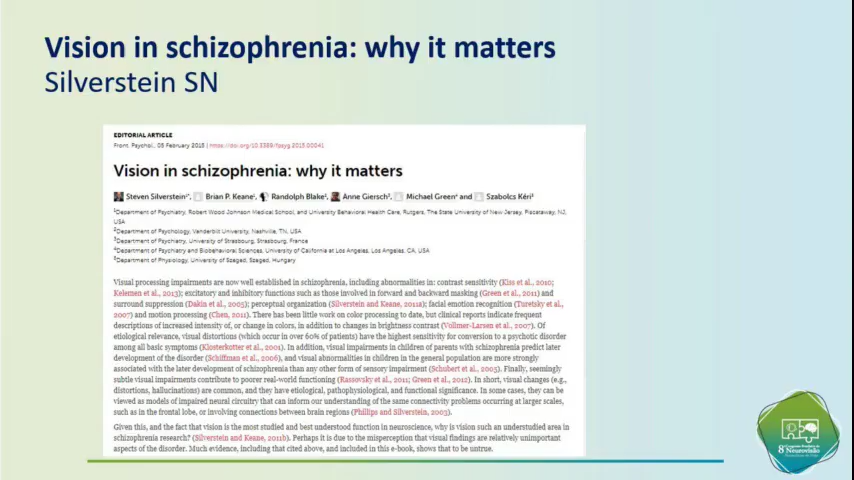 Vision in schizophrenia: why it matters
Silverstein SN
EDITORIAL ARTICLE
Front. Psychol., 05 February 2015 | https://doi.org/10.3389/fpsyg.2015.00041
Vision in schizophrenia: why it matters
Steven Silverstein¹*, Brian P. Keane¹, Randolph Blake², Anne Giersch³, Michael Green⁴ and Szabolcs Kéri⁵
¹Department of Psychiatry, Robert Wood Johnson Medical School, and University Behavioral Health Care, Rutgers, The State University of New Jersey, Piscataway, NJ,
USA
²Department of Psychology, Vanderbilt University, Nashville, TN, USA
³Department of Psychiatry, University of Strasbourg, Strasbourg, France
⁴Department of Psychiatry and Biobehavioral Sciences, University of California at Los Angeles, Los Angeles, CA, USA
⁵Department of Physiology, University of Szeged, Szeged, Hungary
Visual processing impairments are now well established in schizophrenia, including abnormalities in: contrast sensitivity (Kiss et al., 2010;
Kelemen et al., 2013); excitatory and inhibitory functions such as those involved in forward and backward masking (Green et al., 2011) and
surround suppression (Dakin et al., 2005); perceptual organization (Silverstein and Keane, 2011a); facial emotion recognition (Turetsky et al.,
2007) and motion processing (Chen, 2011). There has been little work on color processing to date, but clinical reports indicate frequent
descriptions of increased intensity of, or change in colors, in addition to changes in brightness contrast (Vollmer-Larsen et al., 2007). Of
etiological relevance, visual distortions (which occur in over 60% of patients) have the highest sensitivity for conversion to a psychotic disorder
among all basic symptoms (Klosterkotter et al., 2001). In addition, visual impairments in children of parents with schizophrenia predict later
development of the disorder (Schiffman et al., 2006), and visual abnormalities in children in the general population are more strongly
associated with the later development of schizophrenia than any other form of sensory impairment (Schubert et al., 2005). Finally, seemingly
subtle visual impairments contribute to poorer real-world functioning (Rassovsky et al., 2011; Green et al., 2012). In short, visual changes (e.g.,
distortions, hallucinations) are common, and they have etiological, pathophysiological, and functional significance. In some cases, they can be
viewed as models of impaired neural circuitry that can inform our understanding of the same connectivity problems occurring at larger scales,
such as in the frontal lobe, or involving connections between brain regions (Phillips and Silverstein, 2003).
Given this, and the fact that vision is the most studied and best understood function in neuroscience, why is vision such an understudied area in
schizophrenia research? (Silverstein and Keane, 2011b). Perhaps it is due to the misperception that visual findings are relatively unimportant
aspects of the disorder. Much evidence, including that cited above, and included in this e-book, shows that to be untrue.
8º
Neurovisão